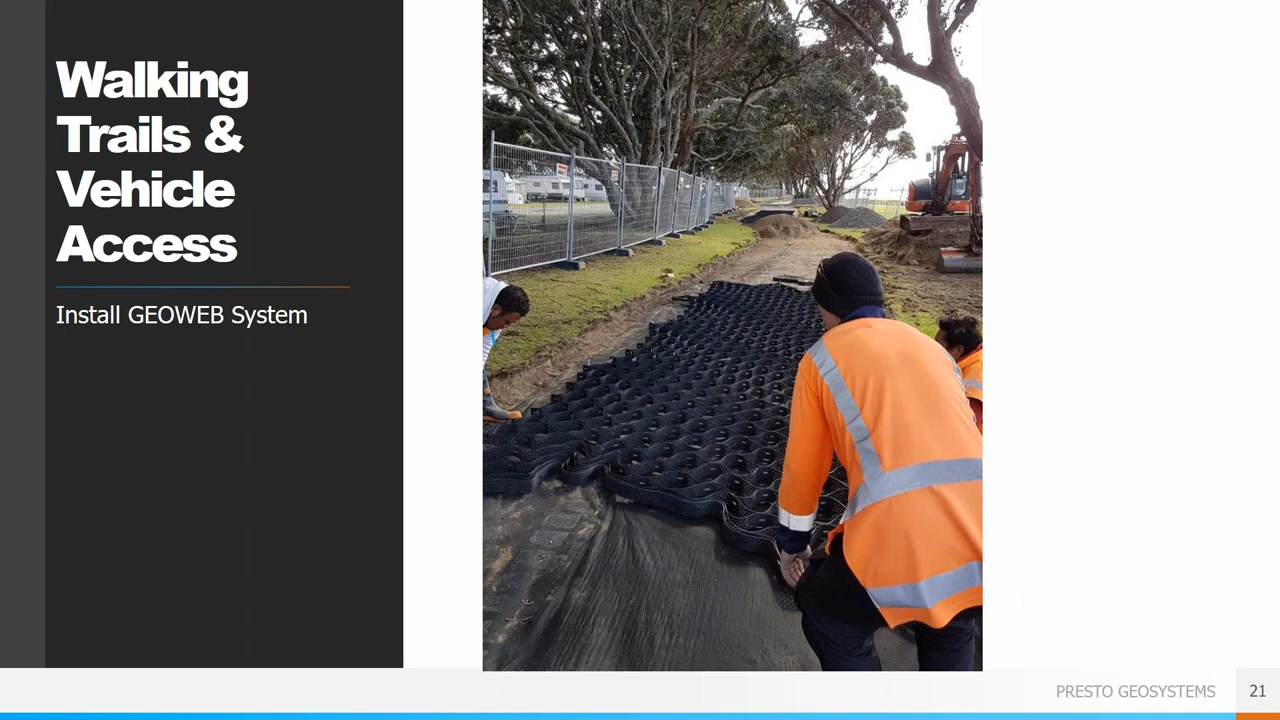 Walking
Trails &
Vehicle
Access
Install GEOWEB System
PRESTO GEOSYSTEMS
21